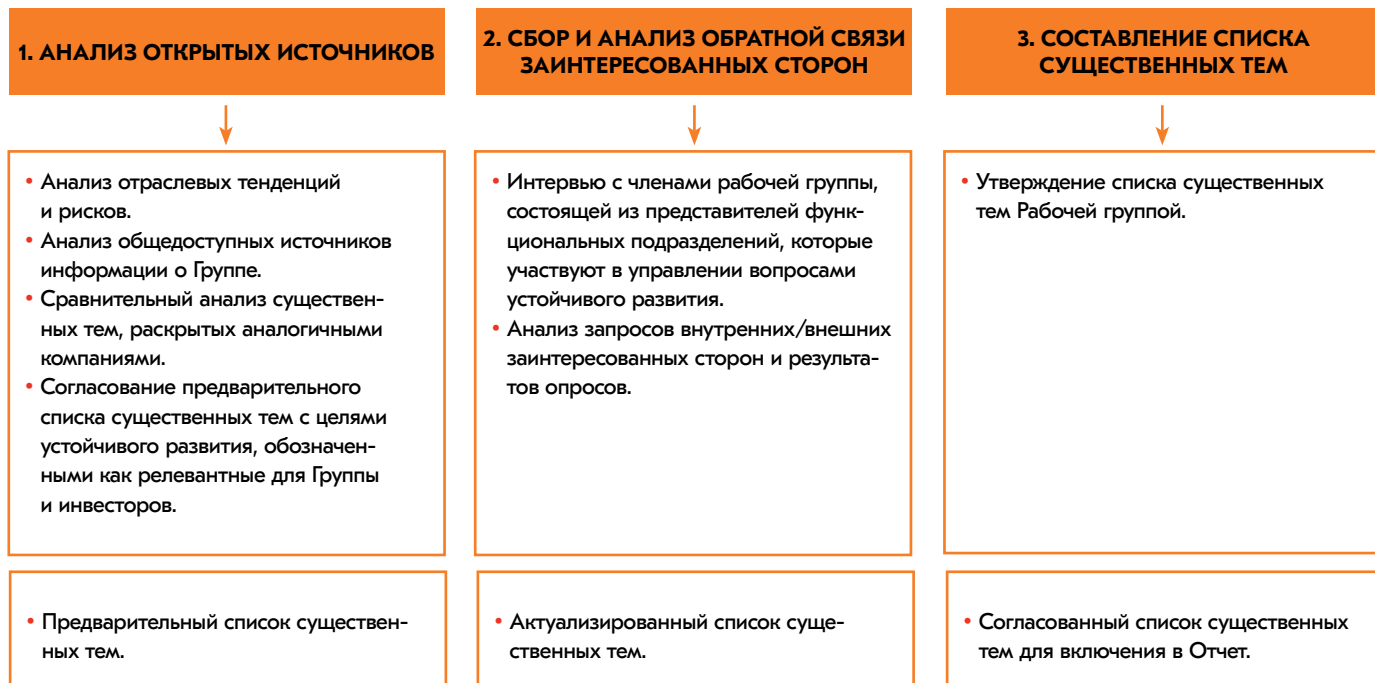 1. АНАЛИЗ ОТКРЫТЫХ ИСТОЧНИКОВ
• Анализ отраслевых тенденций
и рисков.
• Анализ общедоступных источников
информации о Группе.
• Сравнительный анализ существен-
ных тем, раскрытых аналогичными
компаниями.
• Согласование предварительного
списка существенных тем с целями
устойчивого развития, обозначен-
ными как релевантные для Группы
и инвесторов.
• Предварительный список существен-
ных тем.
2. СБОР И АНАЛИЗ ОБРАТНОЙ СВЯЗИ
ЗАИНТЕРЕСОВАННЫХ СТОРОН
• Интервью с членами рабочей группы,
состоящей из представителей функ-
циональных подразделений, которые
участвуют в управлении вопросами
устойчивого развития.
• Анализ запросов внутренних/внешних
заинтересованных сторон и результа-
тов опросов.
• Актуализированный список суще-
ственных тем.
3. СОСТАВЛЕНИЕ СПИСКА
СУЩЕСТВЕННЫХ ТЕМ
• Утверждение списка существенных
тем Рабочей группой.
• Согласованный список существенных
тем для включения в Отчет.